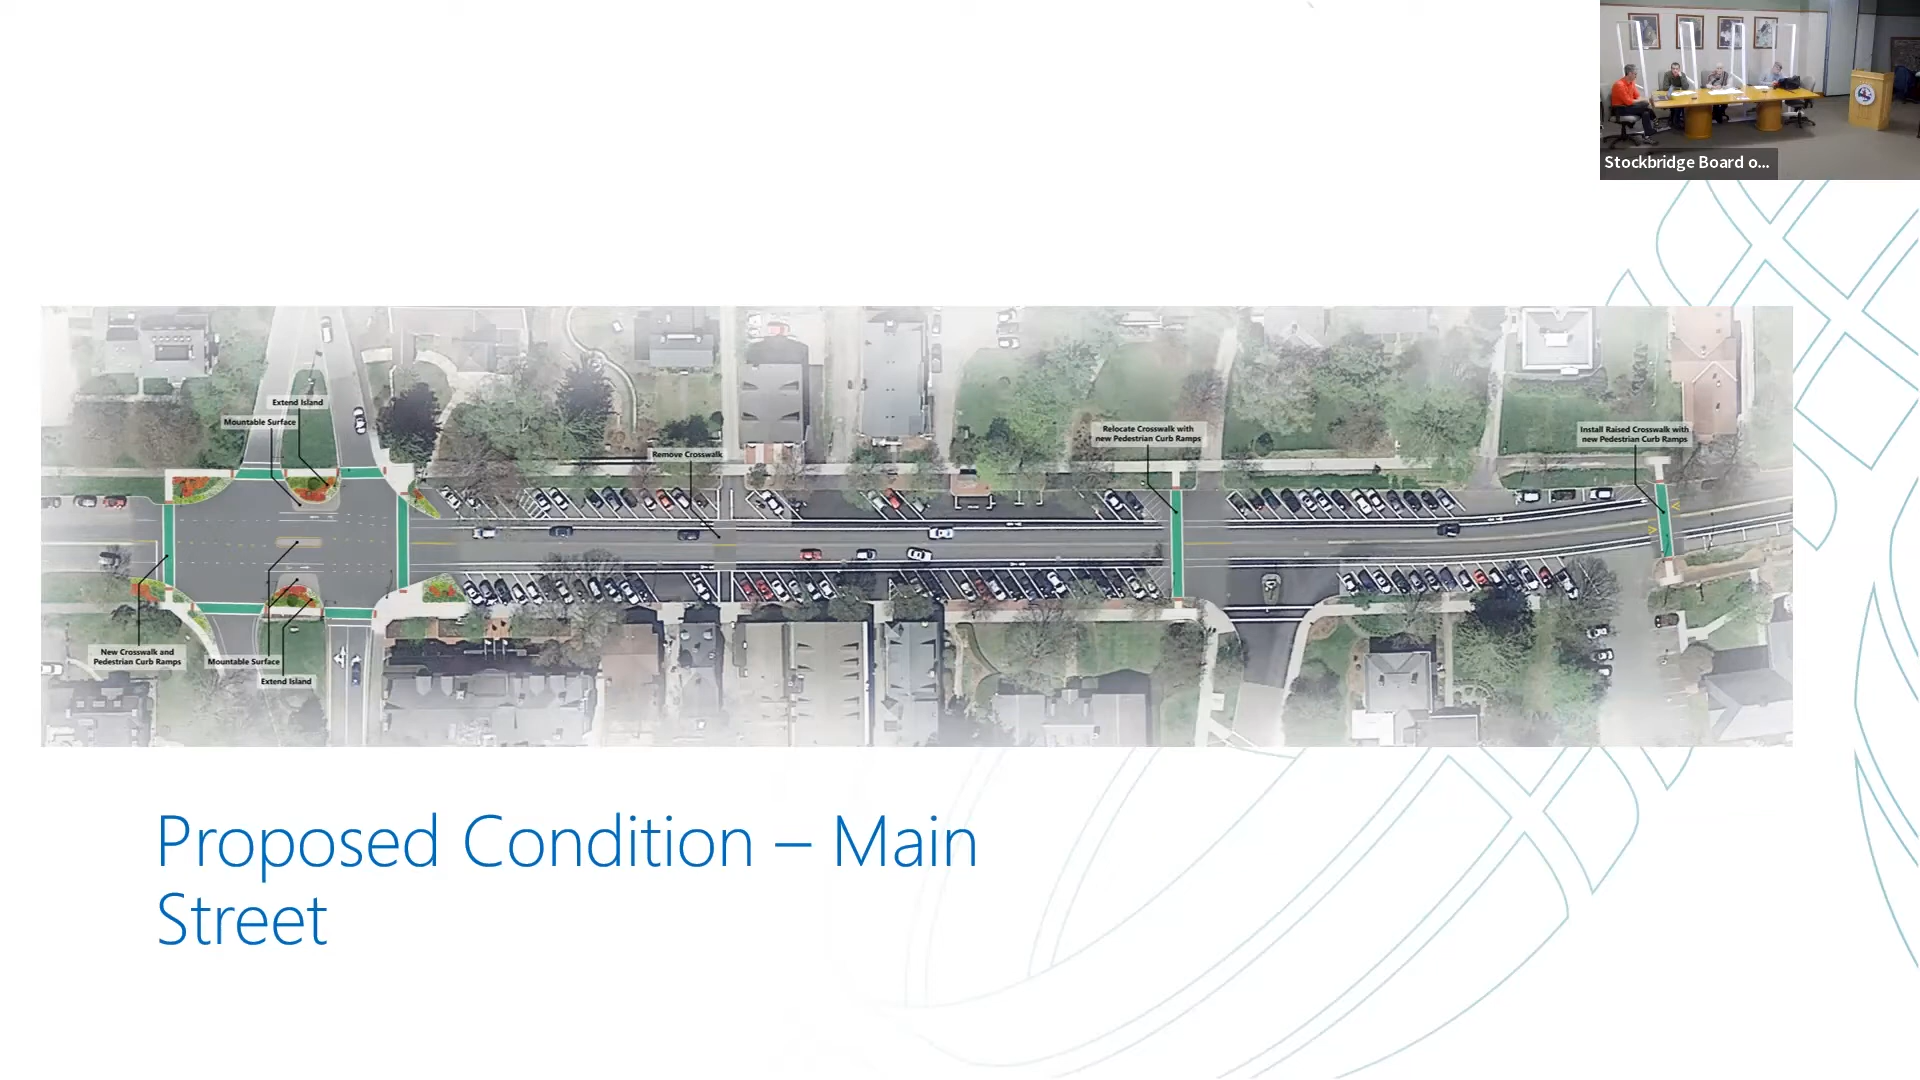 Stockbridge Board o...
Extend Island
Mountable Surface
Remove Crosswalk
Relocate Crosswalk with
new Pedestrian Curb Ramps
Install Raised Crosswalk with
new Pedestrian Curb Ramps
New Crosswalk and
Pedestrian Curb Ramps
Mountable Surface
Extend Island
Proposed Condition – Main
Street